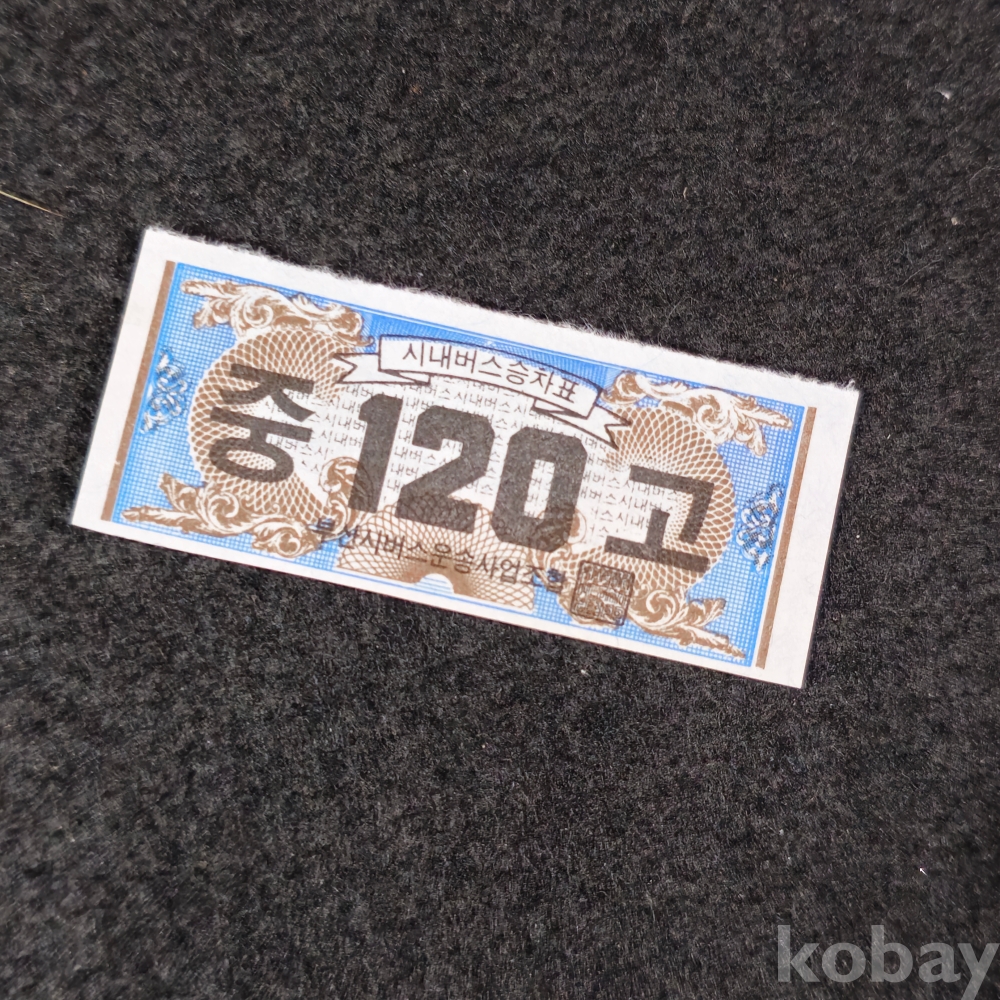 시내버스승차표
중 120 고
부산시버스운송사업조합
kobay